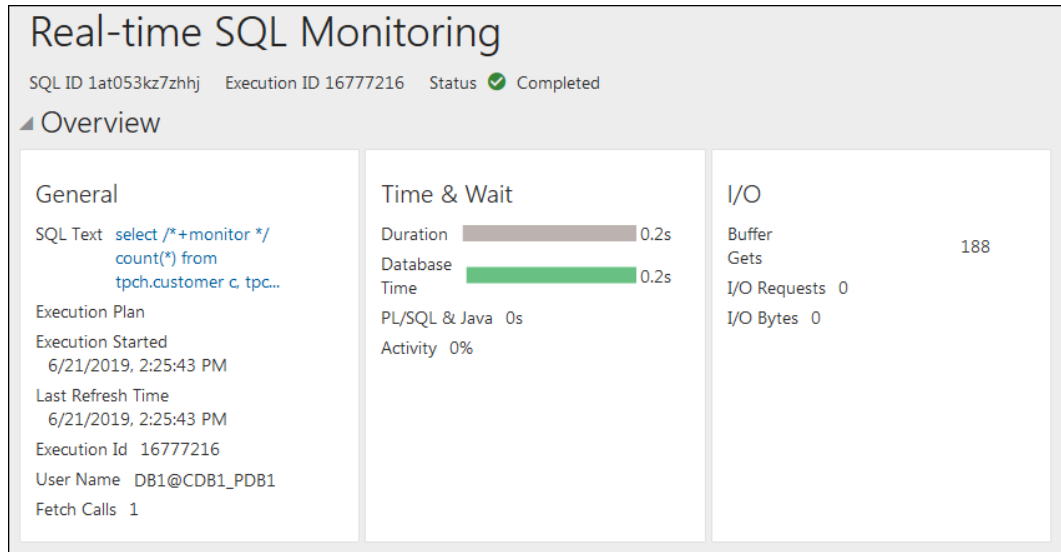 Real-time SQL Monitoring
SQL ID 1at053kz7zhhj Execution ID 16777216 Status Completed
Overview
General
SQL Text select /*+monitor */
count(*) from
tpch.customer c, tpc...
Execution Plan
Execution Started
6/21/2019, 2:25:43 PM
Last Refresh Time
6/21/2019, 2:25:43 PM
Execution Id 16777216
User Name DB1@CDB1_PDB1
Fetch Calls 1
Time & Wait
Duration 0.2s
Database
Time 0.2s
PL/SQL & Java 0s
Activity 0%
I/O
Buffer
Gets 188
I/O Requests 0
I/O Bytes 0